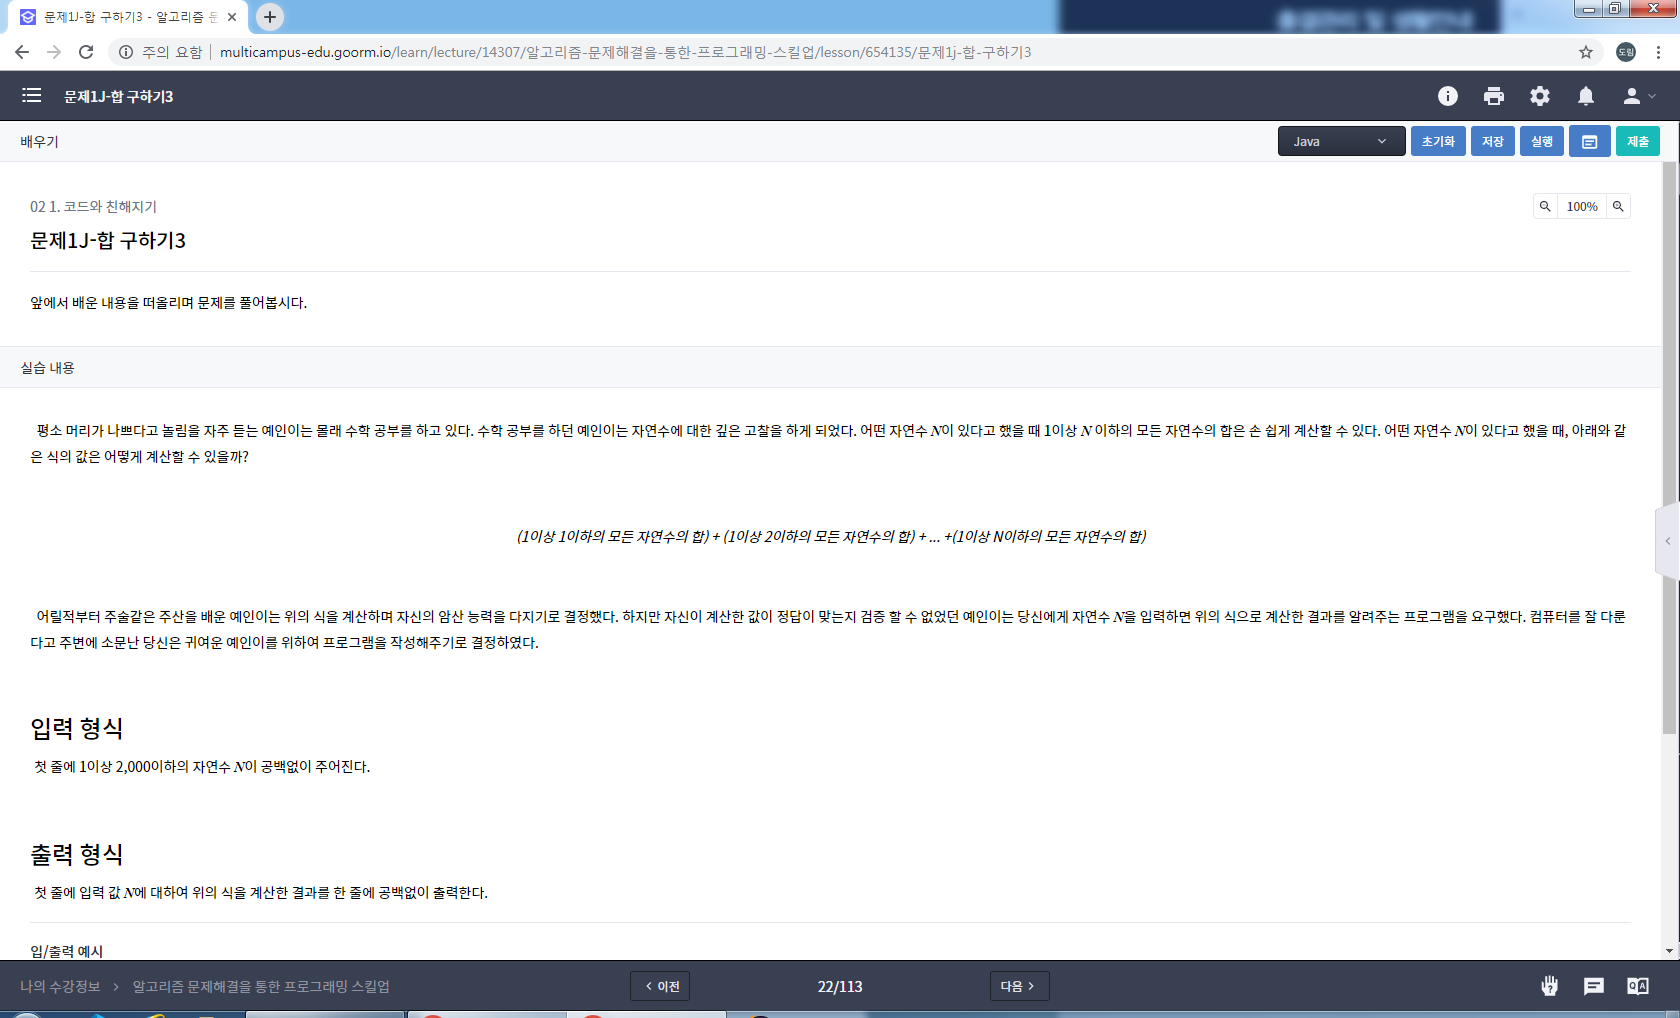 문제1J-합 구하기3 - 알고리즘 문
주의 요함 | multicampus-edu.goorm.io/learn/lecture/14307/알고리즘-문제해결을-통한-프로그래밍-스킬업/lesson/654135/문제1j-합-구하기3
도림
문제1J-합 구하기3
배우기
Java 초기화 저장 실행 제출
02 1. 코드와 친해지기
100%
문제1J-합 구하기3
앞에서 배운 내용을 떠올리며 문제를 풀어봅시다.
실습 내용
평소 머리가 나쁘다고 놀림을 자주 듣는 예인이는 몰래 수학 공부를 하고 있다. 수학 공부를 하던 예인이는 자연수에 대한 깊은 고찰을 하게 되었다. 어떤 자연수 N이 있다고 했을 때 1이상 N 이하의 모든 자연수의 합은 손 쉽게 계산할 수 있다. 어떤 자연수 N이 있다고 했을 때, 아래와 같
은 식의 값은 어떻게 계산할 수 있을까?
(1이상 1이하의 모든 자연수의 합) + (1이상 2이하의 모든 자연수의 합) + ... +(1이상 N이하의 모든 자연수의 합)
어릴적부터 주술같은 주산을 배운 예인이는 위의 식을 계산하며 자신의 암산 능력을 다지기로 결정했다. 하지만 자신이 계산한 값이 정답이 맞는지 검증 할 수 없었던 예인이는 당신에게 자연수 N을 입력하면 위의 식으로 계산한 결과를 알려주는 프로그램을 요구했다. 컴퓨터를 잘 다룬
다고 주변에 소문난 당신은 귀여운 예인이를 위하여 프로그램을 작성해주기로 결정하였다.
입력 형식
첫 줄에 1이상 2,000이하의 자연수 N이 공백없이 주어진다.
출력 형식
첫 줄에 입력 값 N에 대하여 위의 식을 계산한 결과를 한 줄에 공백없이 출력한다.
입/출력 예시
나의 수강정보 > 알고리즘 문제해결을 통한 프로그래밍 스킬업
< 이전
22/113
다음 >
Q A